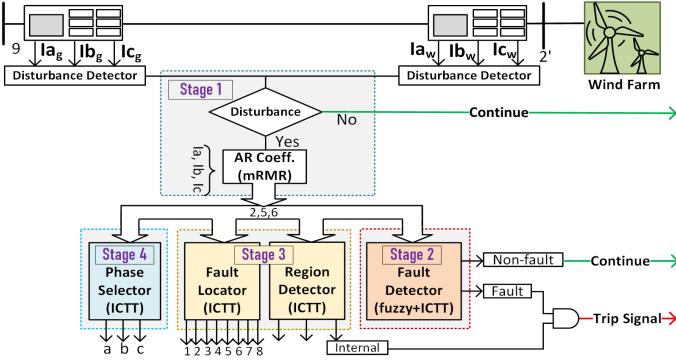 9
Ia_g Ib_g Ic_g
Ia_w Ib_w Ic_w
2'
Disturbance Detector
Disturbance Detector
Wind Farm
Stage 1
Disturbance
No
Continue
Yes
Ia, Ib, Ic
AR Coeff.
(mRMR)
2,5,6
Stage 4
Phase
Selector
(ICTT)
a b c
Stage 3
Fault
Locator
(ICTT)
1 2 3 4 5 6 7 8
Region
Detector
(ICTT)
Internal
Stage 2
Fault
Detector
(fuzzy+ICTT)
Non-fault
Continue
Fault
Trip Signal